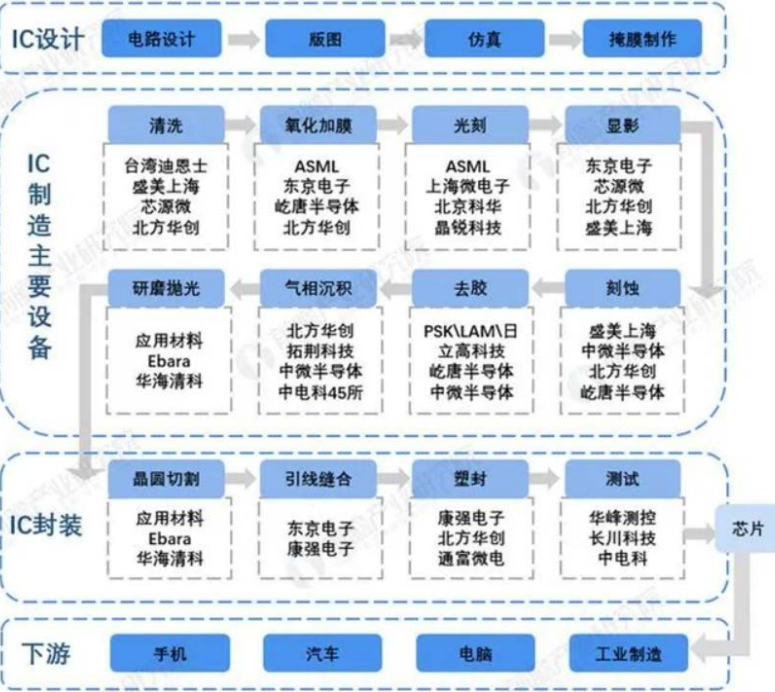 IC设计
电路设计
版图
仿真
掩膜制作
IC
制
造
主
要
设
备
清洗
台湾迪恩士
盛美上海
芯源微
北方华创
氧化加膜
ASML
东京电子
屹唐半导体
北方华创
光刻
ASML
上海微电子
北京科华
晶锐科技
显影
东京电子
芯源微
北方华创
盛美上海
研磨抛光
应用材料
Ebara
华海清科
气相沉积
北方华创
拓荆科技
中微半导体
中电科45所
去胶
PSK\LAM\日
立高科技
屹唐半导体
中微半导体
刻蚀
盛美上海
中微半导体
北方华创
屹唐半导体
IC封装
晶圆切割
应用材料
Ebara
华海清科
引线缝合
东京电子
康强电子
塑封
康强电子
北方华创
通富微电
测试
华峰测控
长川科技
中电科
芯片
下游
手机
汽车
电脑
工业制造